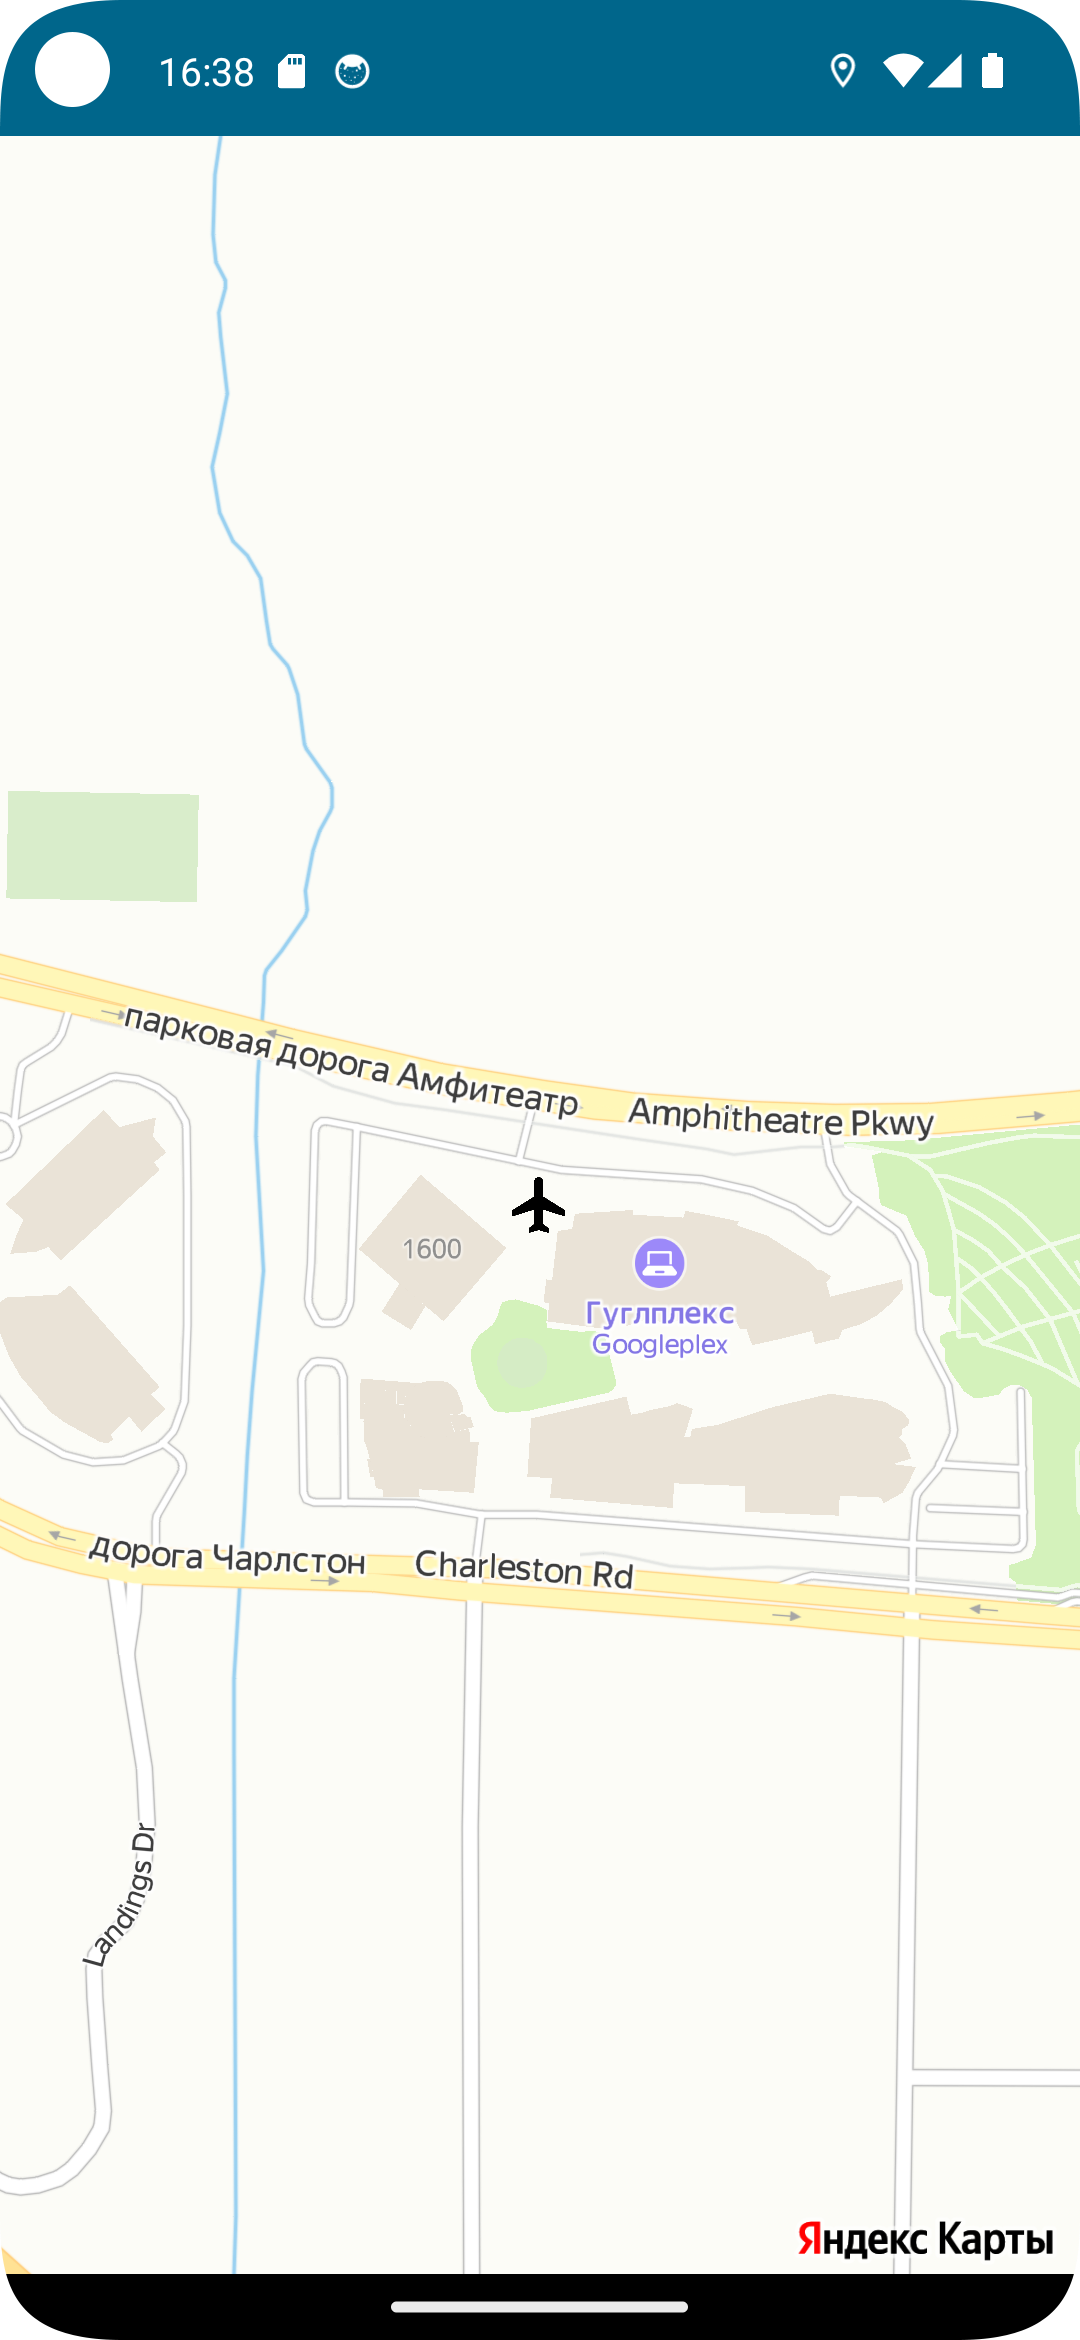 16:38
парковая дорога Амфитеатр
Amphitheatre Pkwy
1600
Гуглплекс
Googleplex
дорога Чарлстон
Charleston Rd
Landings Dr
Яндекс Карты